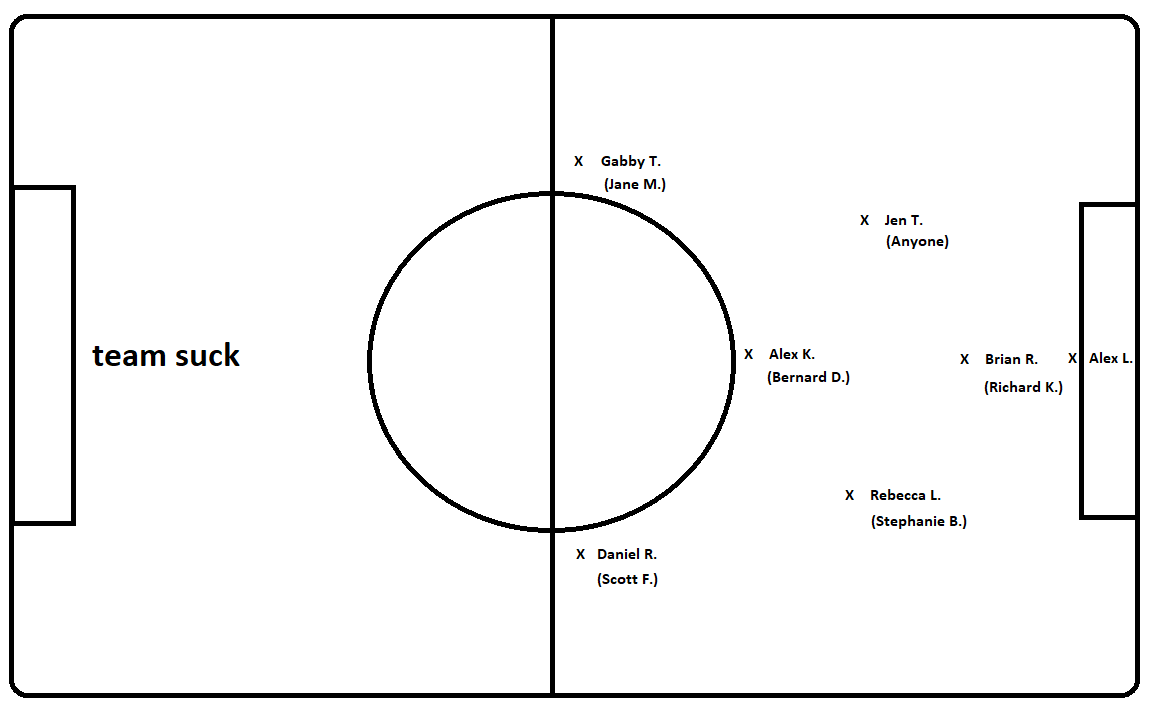 X Gabby T.
(Jane M.)
X Jen T.
(Anyone)
team suck
X Alex K.
(Bernard D.)
X Brian R.
(Richard K.)
X Alex L.
X Rebecca L.
(Stephanie B.)
X Daniel R.
(Scott F.)